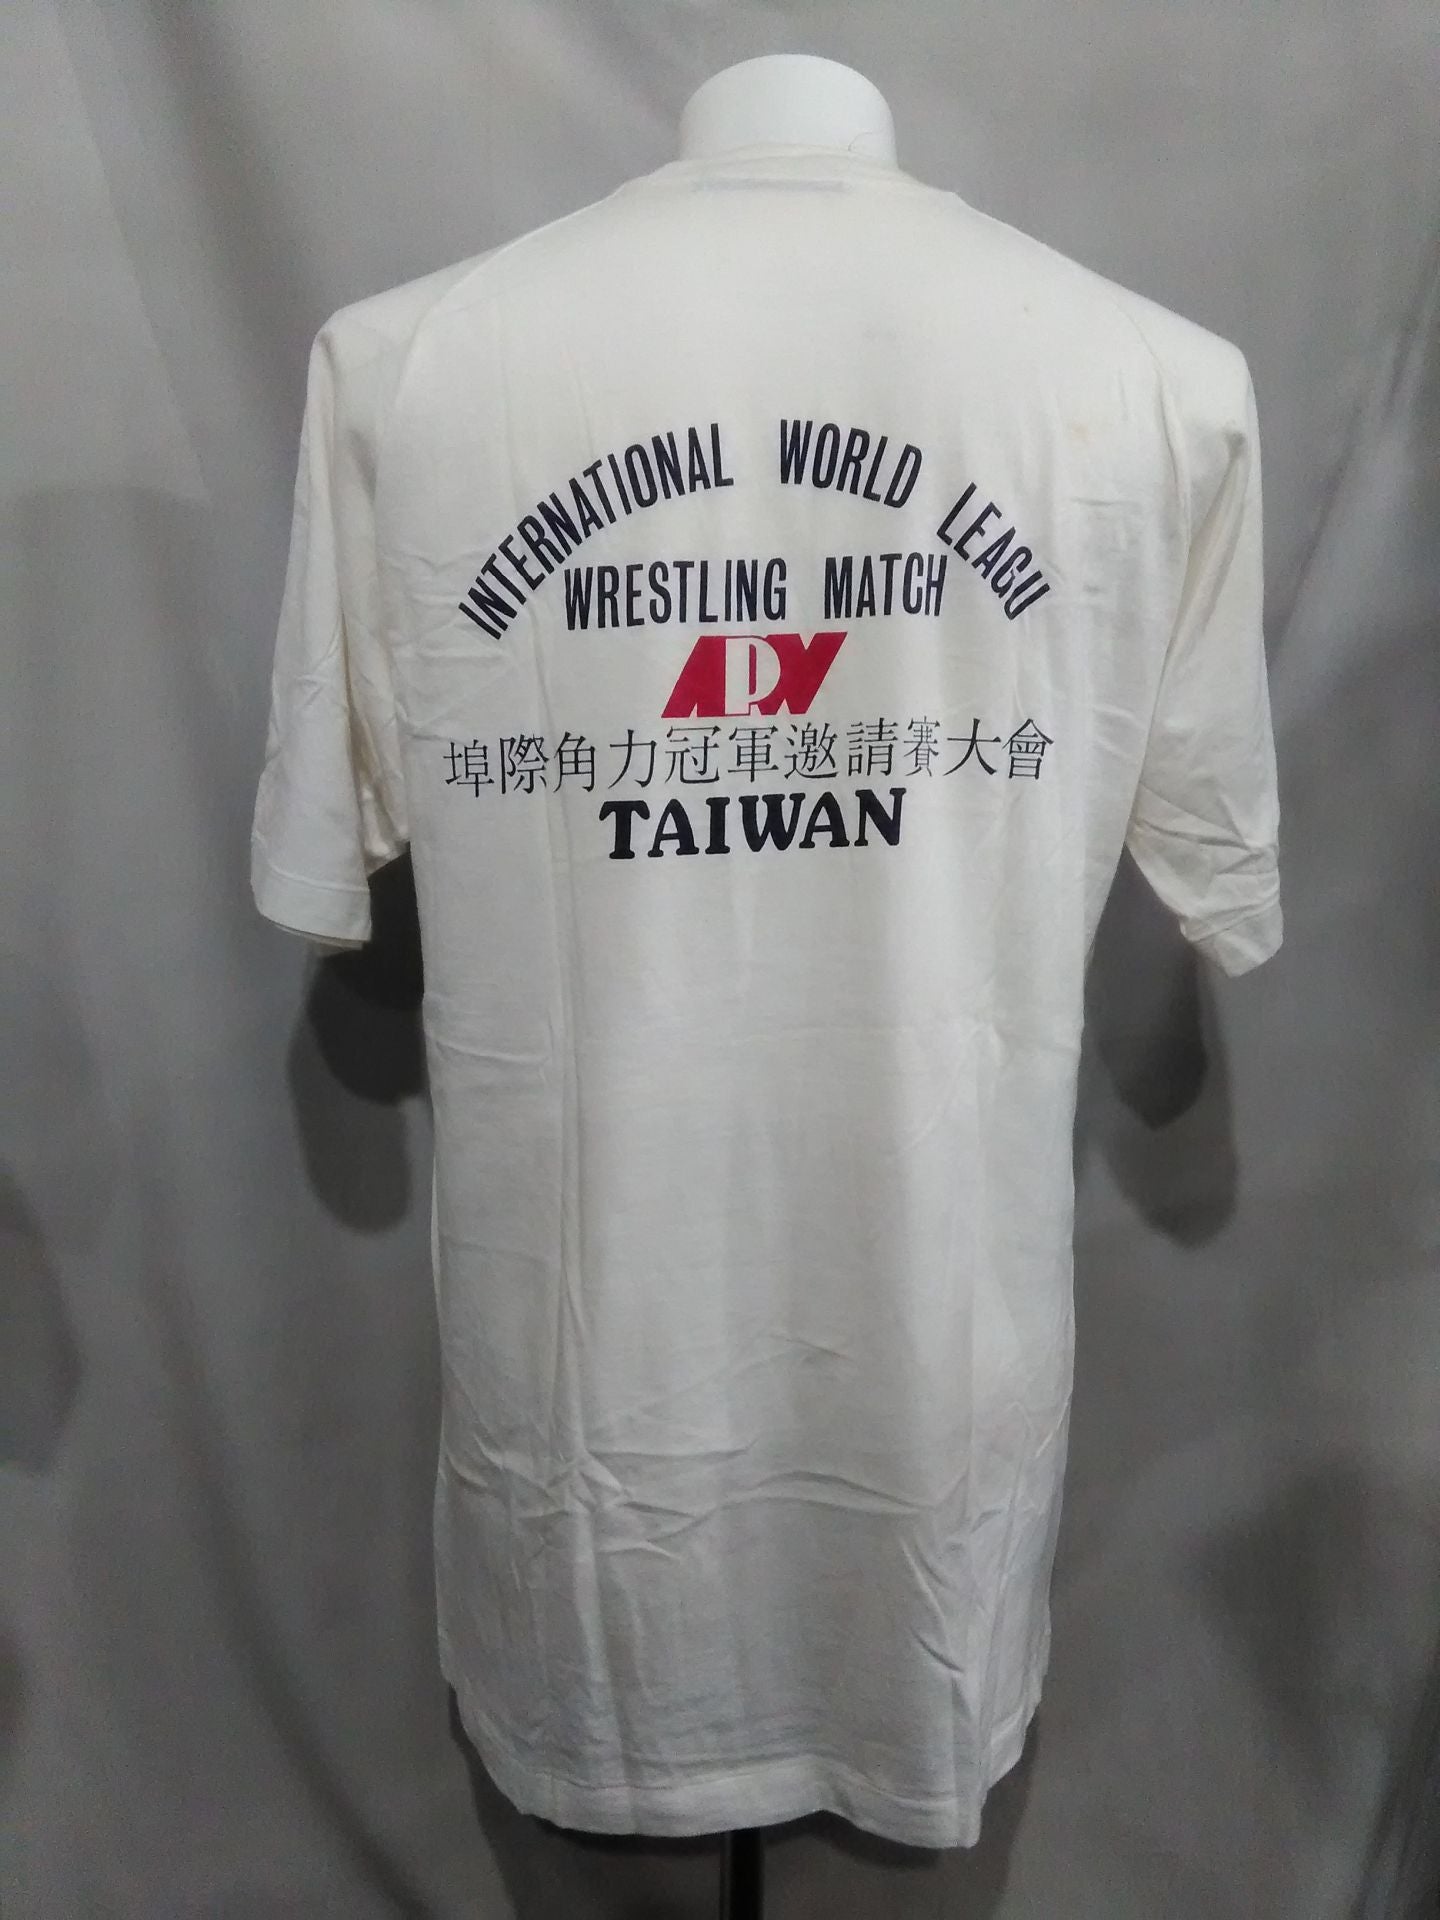 INTERNATIONAL WORLD LEAGU
WRESTLING MATCH
APW
埠際角力冠軍邀請賽大會
TAIWAN